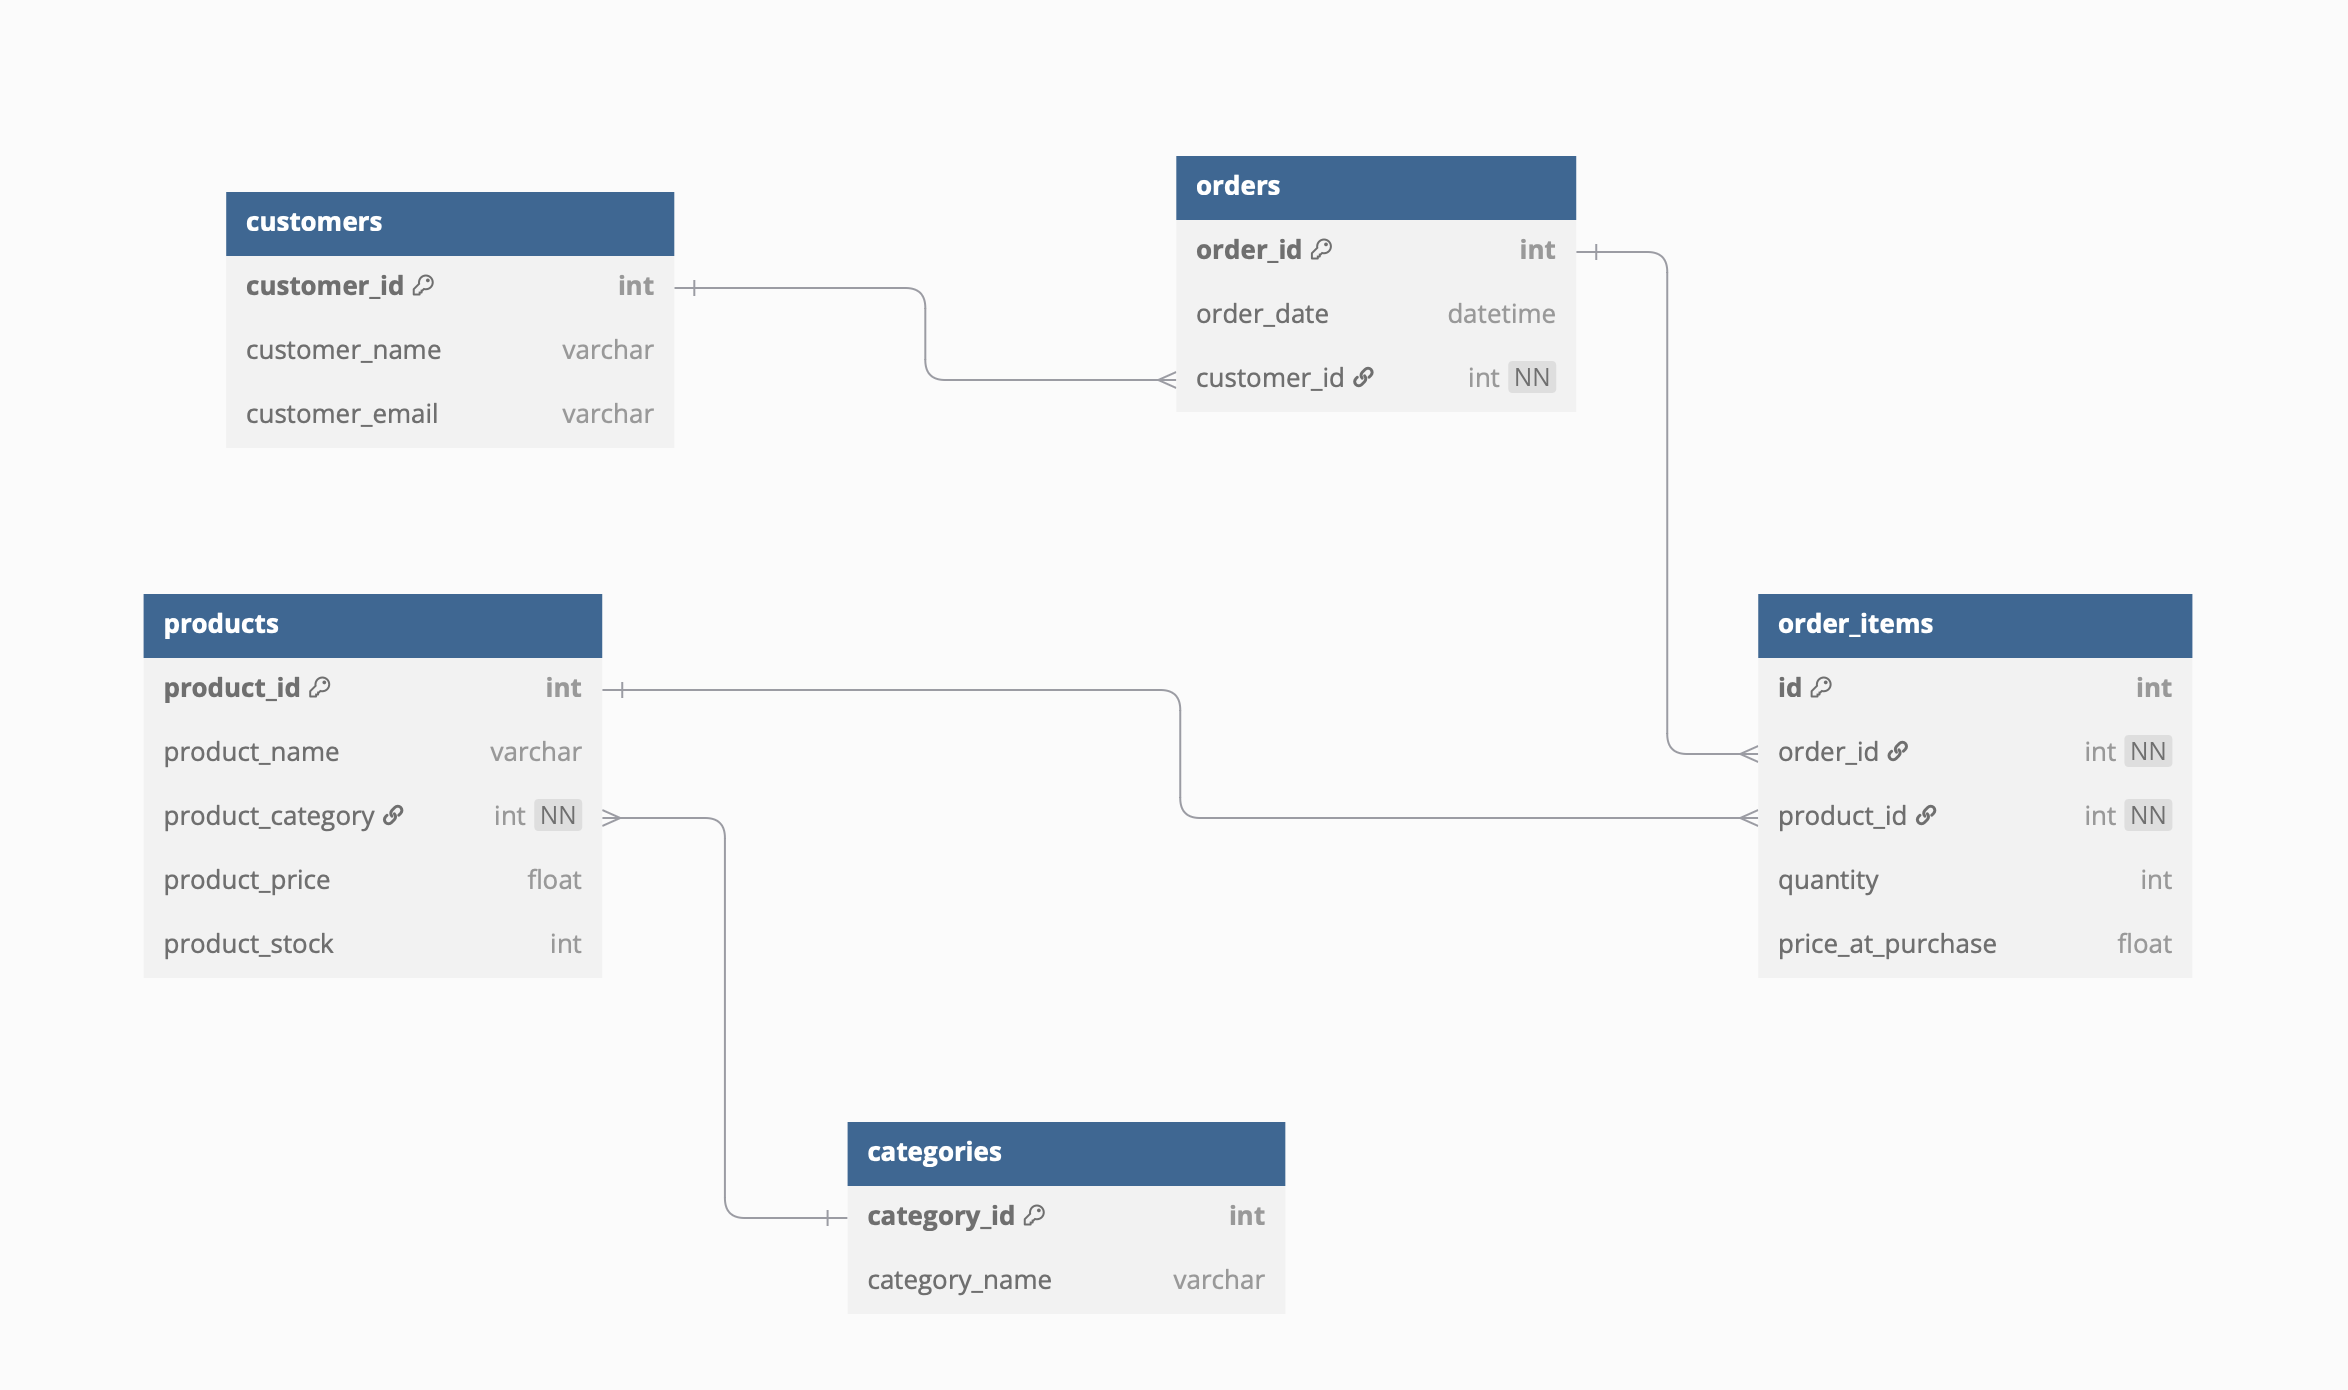 customers
customer_id int
customer_name varchar
customer_email varchar
orders
order_id int
order_date datetime
customer_id int NN
products
product_id int
product_name varchar
product_category int NN
product_price float
product_stock int
order_items
id int
order_id int NN
product_id int NN
quantity int
price_at_purchase float
categories
category_id int
category_name varchar